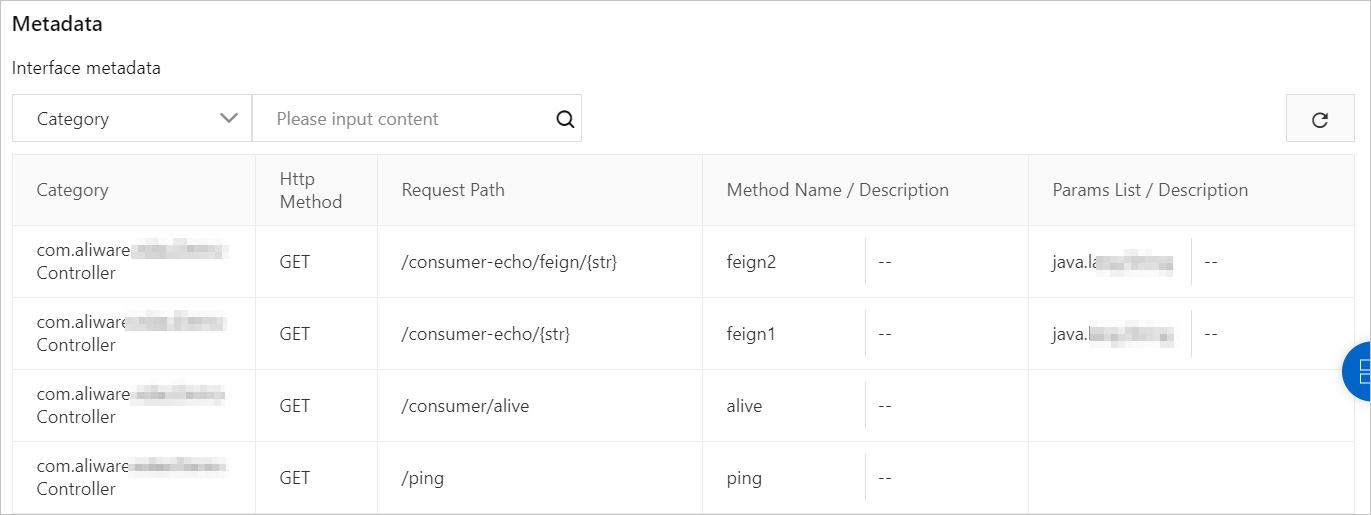 Metadata
Interface metadata
Category
Please input content
Category
Http
Method
Request Path
Method Name / Description
Params List / Description
com.aliware
Controller
GET
/consumer-echo/feign/{str}
feign2
--
java.
--
com.aliware
Controller
GET
/consumer-echo/{str}
feign1
--
java.
--
com.aliware
Controller
GET
/consumer/alive
alive
--
com.aliware
Controller
GET
/ping
ping
--